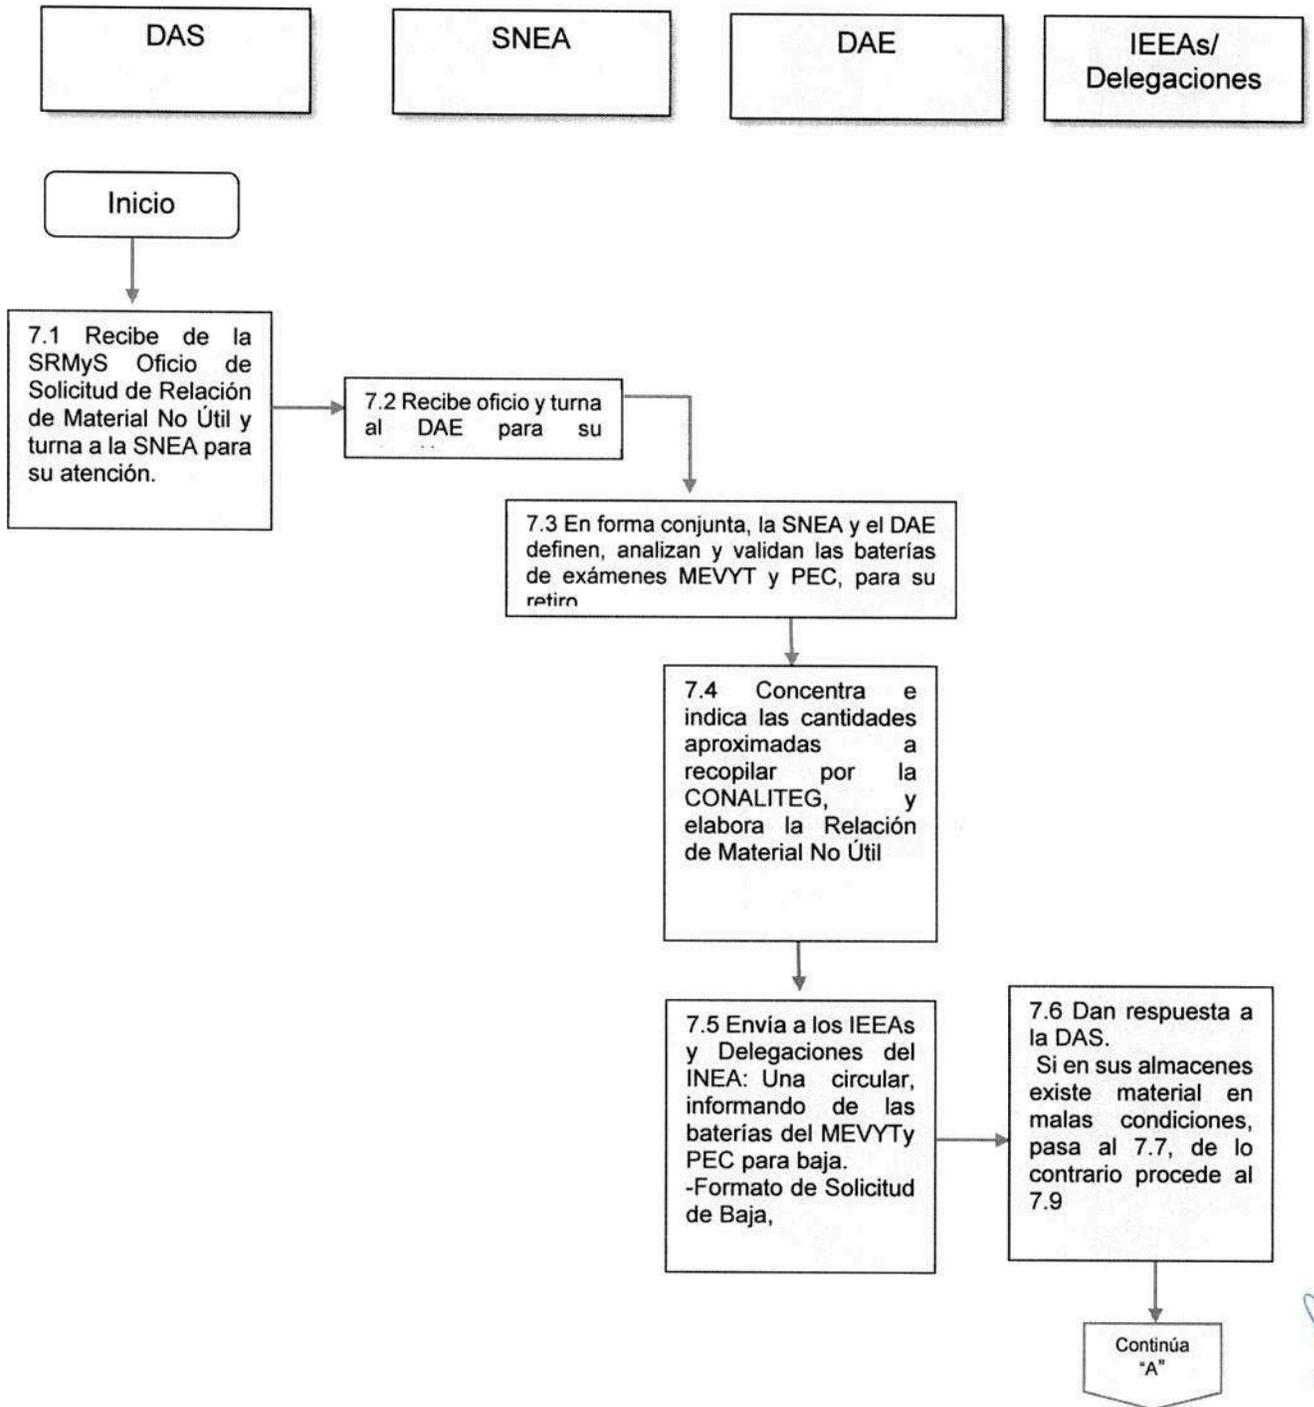 DAS
SNEA
DAE
IEEAs/
Delegaciones
Inicio
7.1 Recibe de la
SRMyS Oficio de
Solicitud de Relación
de Material No Útil y
turna a la SNEA para
su atención.
7.2 Recibe oficio y turna
al DAE para su
7.3 En forma conjunta, la SNEA y el DAE
definen, analizan y validan las baterías
de exámenes MEVYT y PEC, para su
retiro
7.4 Concentra e
indica las cantidades
aproximadas a
recopilar por la
CONALITEG, y
elabora la Relación
de Material No Útil
7.5 Envía a los IEEAs
y Delegaciones del
INEA: Una circular,
informando de las
baterías del MEVYTy
PEC para baja.
-Formato de Solicitud
de Baja,
7.6 Dan respuesta a
la DAS.
Si en sus almacenes
existe material en
malas condiciones,
pasa al 7.7, de lo
contrario procede al
7.9
Continúa
"A"